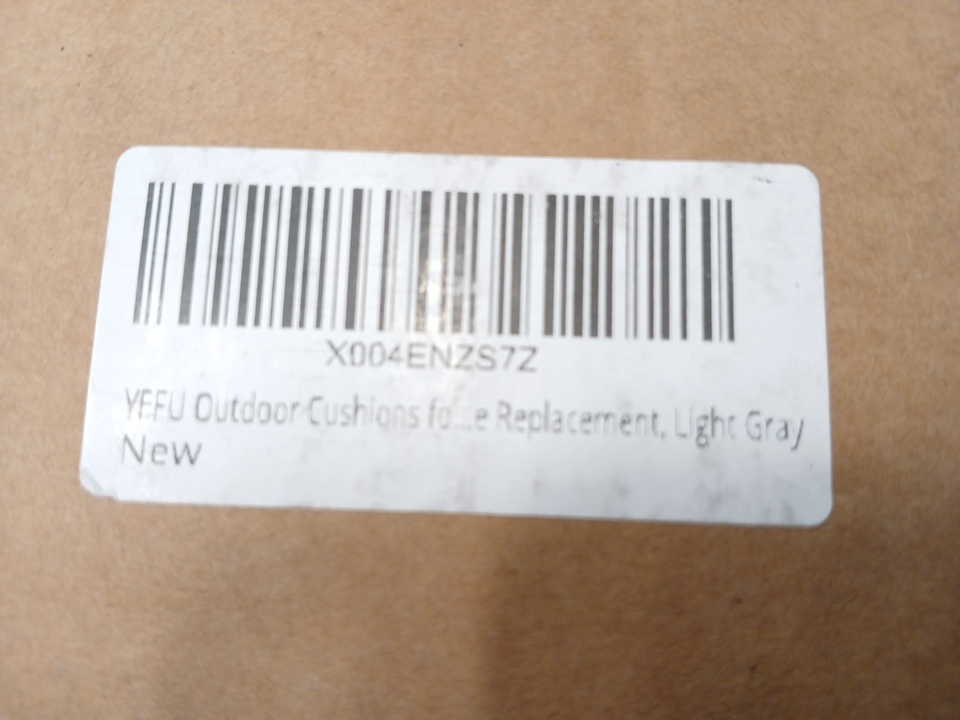 X004ENZS7Z
YEFU Outdoor Cushions fo...e Replacement, Light Gray
New